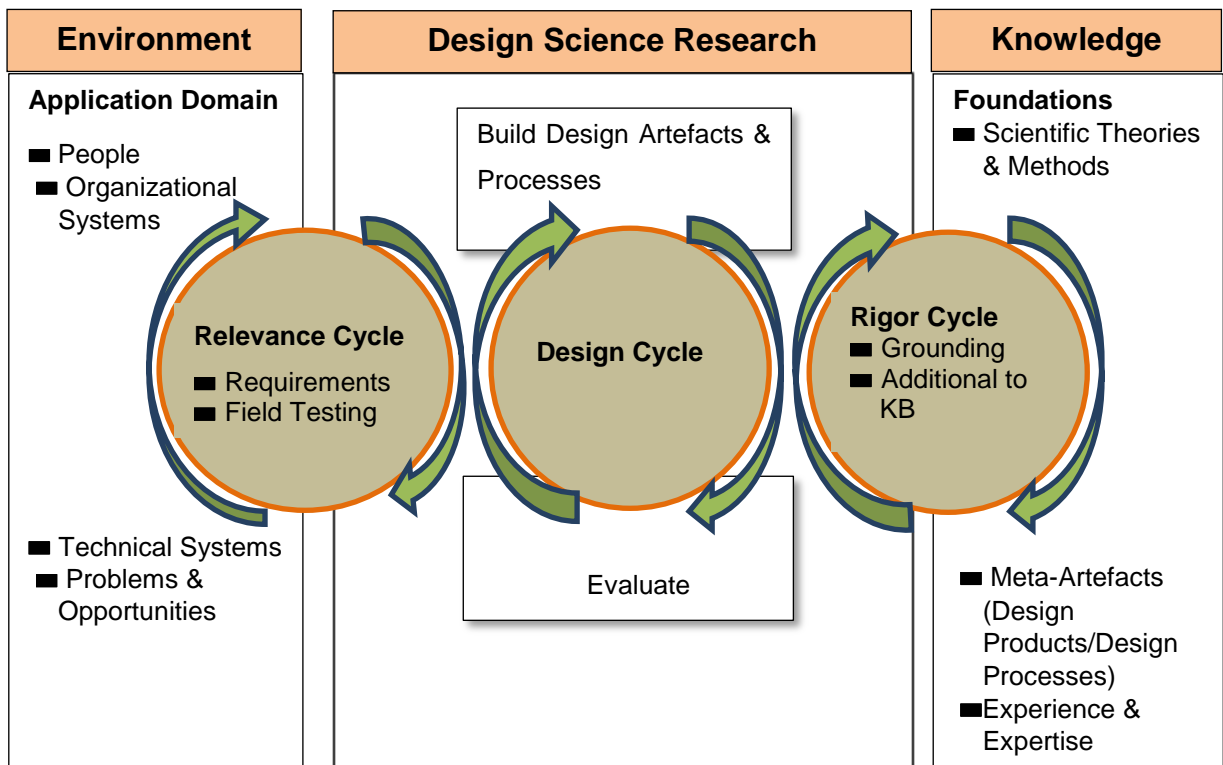 Environment
Application Domain
People
Organizational
Systems
Technical Systems
Problems &
Opportunities
Relevance Cycle
Requirements
Field Testing
Design Science Research
Build Design Artefacts &
Processes
Design Cycle
Evaluate
Knowledge
Foundations
Scientific Theories
& Methods
Rigor Cycle
Grounding
Additional to
KB
Meta-Artefacts
(Design
Products/Design
Processes)
Experience &
Expertise